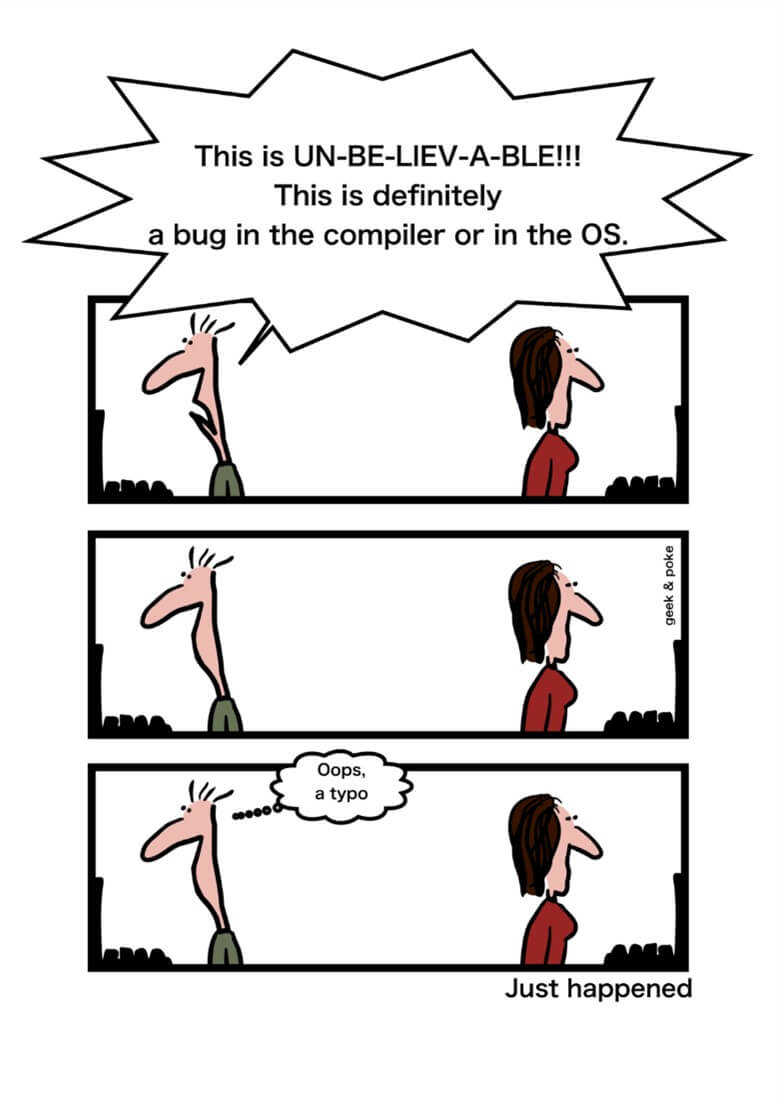 This is UN-BE-LIEV-A-BLE!!!
This is definitely
a bug in the compiler or in the OS.
geek & poke
Oops,
a typo
Just happened